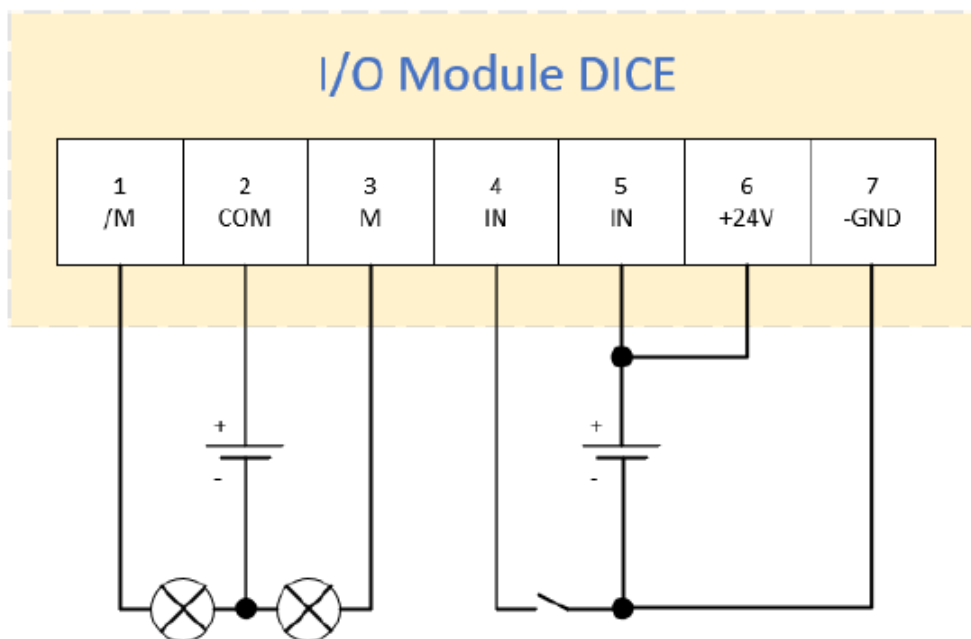 I/O Module DICE
1 2 3 4 5 6 7
/M COM M IN IN +24V -GND
+ +
- -